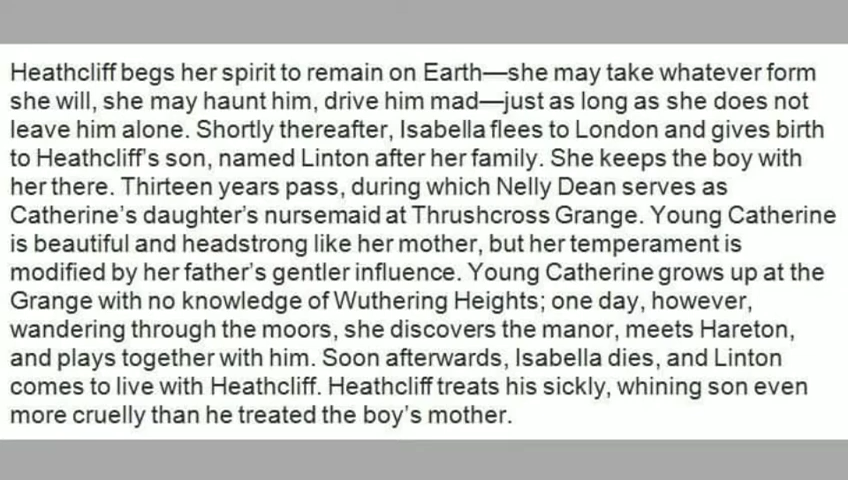 Heathcliff begs her spirit to remain on Earth—she may take whatever form
she will, she may haunt him, drive him mad—just as long as she does not
leave him alone. Shortly thereafter, Isabella flees to London and gives birth
to Heathcliff's son, named Linton after her family. She keeps the boy with
her there. Thirteen years pass, during which Nelly Dean serves as
Catherine's daughter's nursemaid at Thrushcross Grange. Young Catherine
is beautiful and headstrong like her mother, but her temperament is
modified by her father's gentler influence. Young Catherine grows up at the
Grange with no knowledge of Wuthering Heights; one day, however,
wandering through the moors, she discovers the manor, meets Hareton,
and plays together with him. Soon afterwards, Isabella dies, and Linton
comes to live with Heathcliff. Heathcliff treats his sickly, whining son even
more cruelly than he treated the boy's mother.